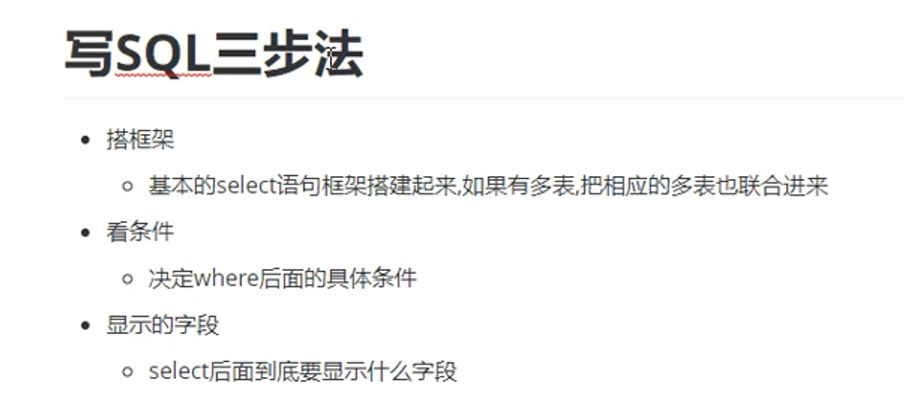 写SQL三步法
搭框架
基本的select语句框架搭建起来,如果有多表,把相应的多表也联合进来
看条件
决定where后面的具体条件
显示的字段
select后面到底要显示什么字段